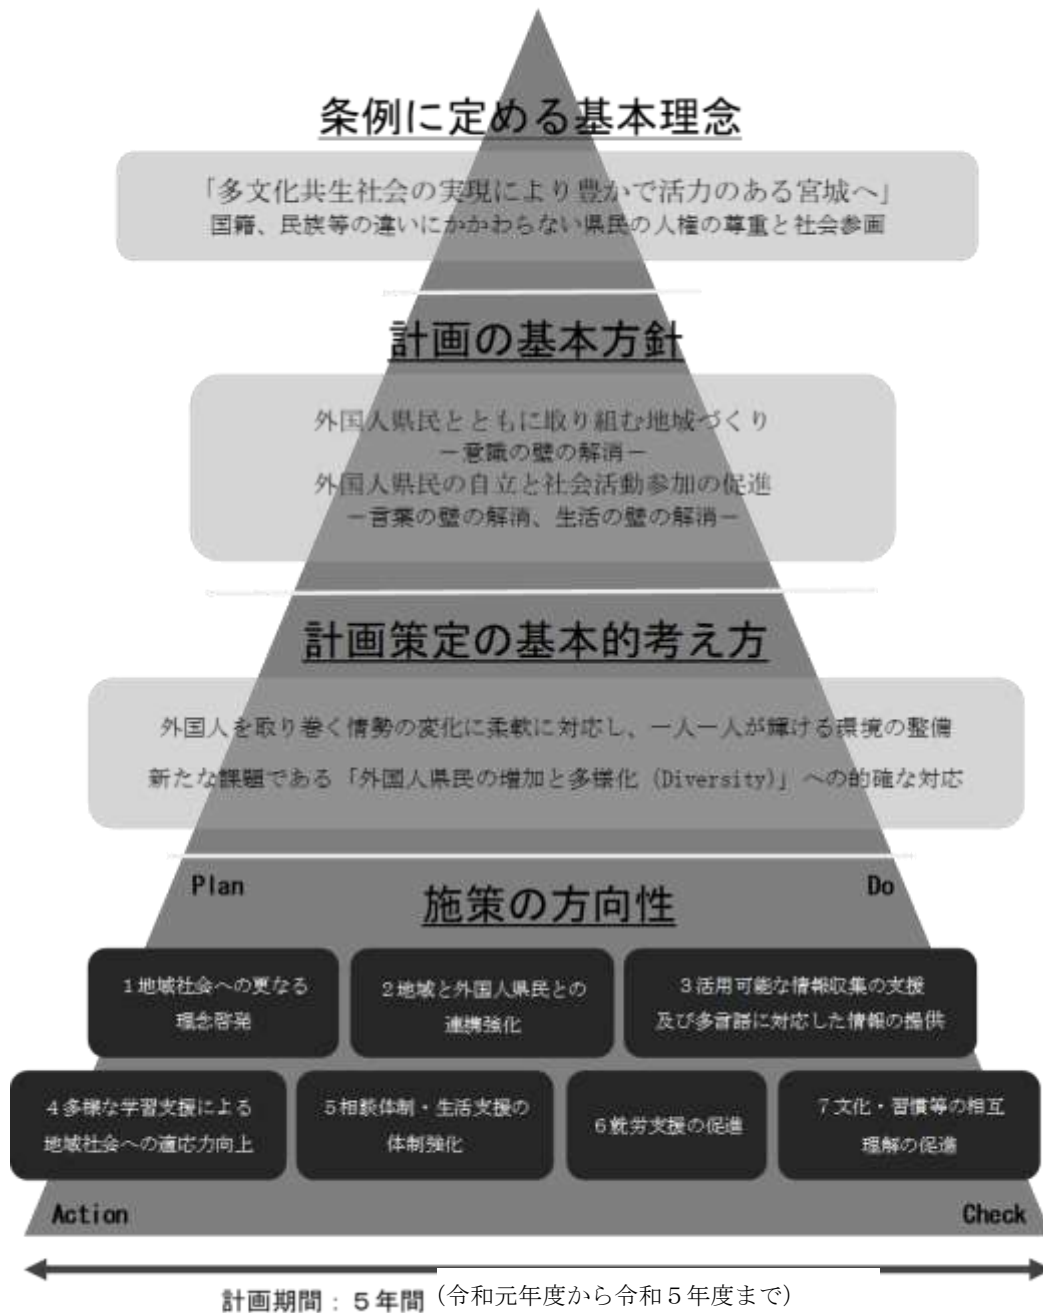 条例に定める基本理念
「多文化共生社会の実現により豊かで活力のある宮城へ」
国籍、民族等の違いにかかわらない県民の人権の尊重と社会参画
計画の基本方針
外国人県民とともに取り組む地域づくり
－意識の壁の解消－
外国人県民の自立と社会活動参加の促進
－言葉の壁の解消、生活の壁の解消－
計画策定の基本的考え方
外国人を取り巻く情勢の変化に柔軟に対応し、一人一人が輝ける環境の整備
新たな課題である「外国人県民の増加と多様化（Diversity)」への的確な対応
Plan
施策の方向性
Do
1地域社会への更なる
理念啓発
2地域と外国人県民との
連携強化
3活用可能な情報収集の支援
及び多言語に対応した情報の提供
4多様な学習支援による
地域社会への適応力向上
5相談体制・生活支援の
体制強化
6就労支援の促進
7文化・習慣等の相互
理解の促進
Action
Check
計画期間：５年間（令和元年度から令和５年度まで）